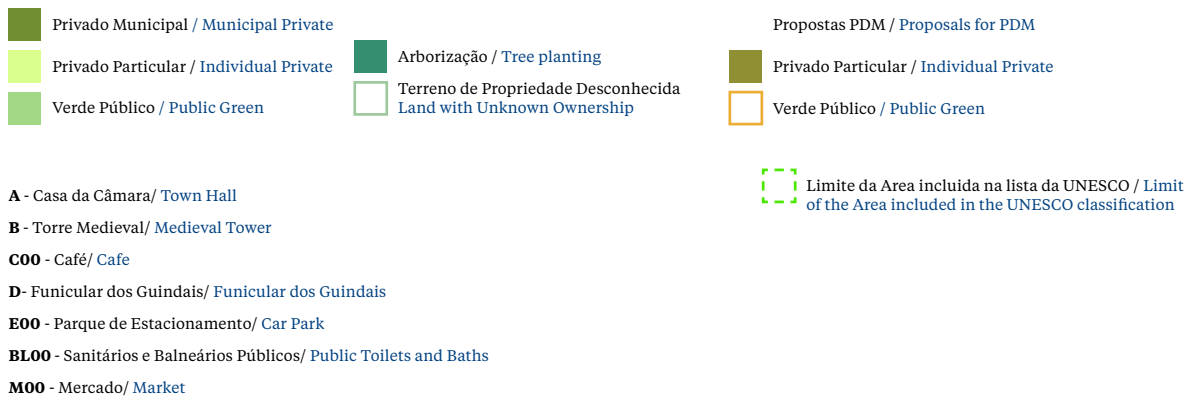 Privado Municipal / Municipal Private
Privado Particular / Individual Private
Verde Público / Public Green
Arborização / Tree planting
Terreno de Propriedade Desconhecida
Land with Unknown Ownership
Propostas PDM / Proposals for PDM
Privado Particular / Individual Private
Verde Público / Public Green
Limite da Area incluida na lista da UNESCO / Limit
of the Area included in the UNESCO classification
A - Casa da Câmara/ Town Hall
B - Torre Medieval/ Medieval Tower
C00 - Café/ Cafe
D- Funicular dos Guindais/ Funicular dos Guindais
E00 - Parque de Estacionamento/ Car Park
BL00 - Sanitários e Balneários Públicos/ Public Toilets and Baths
M00 - Mercado/ Market